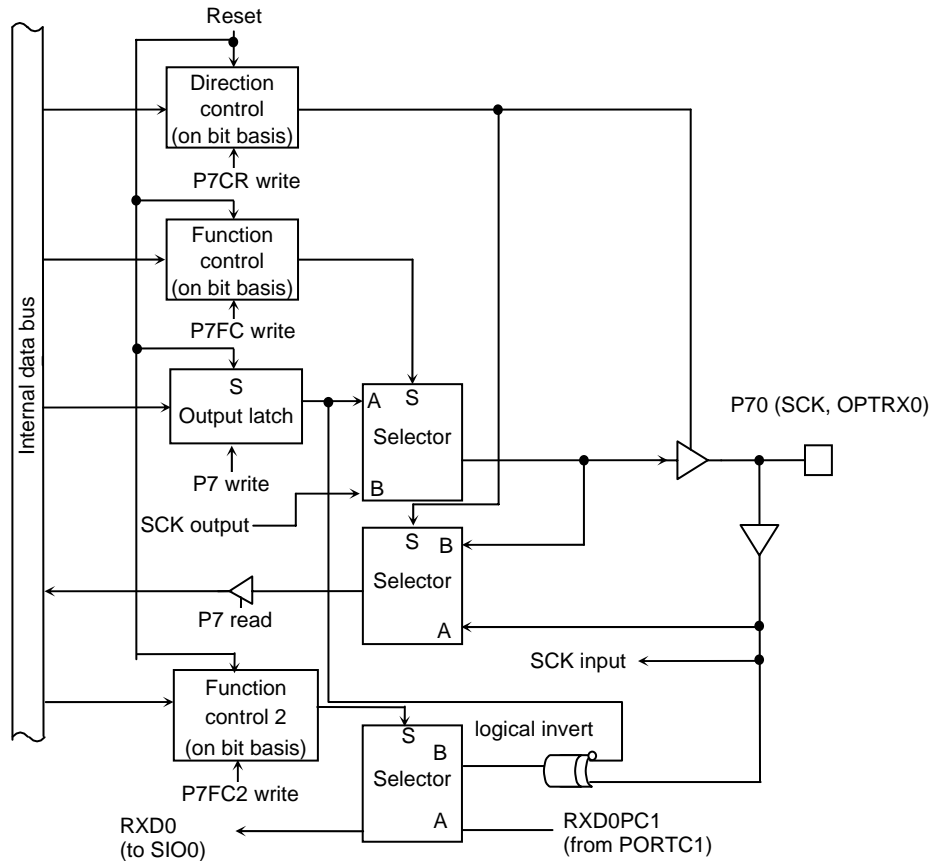 Reset
Direction
control
(on bit basis)
P7CR write
Function
control
(on bit basis)
P7FC write
Internal data bus
S
Output latch
P7 write
SCK output
A
S
Selector
B
P70 (SCK, OPTRX0)
S
B
Selector
A
P7 read
SCK input
Function
control 2
(on bit basis)
P7FC2 write
S
B
Selector
A
logical invert
RXD0
(to SIO0)
RXD0PC1
(from PORTC1)